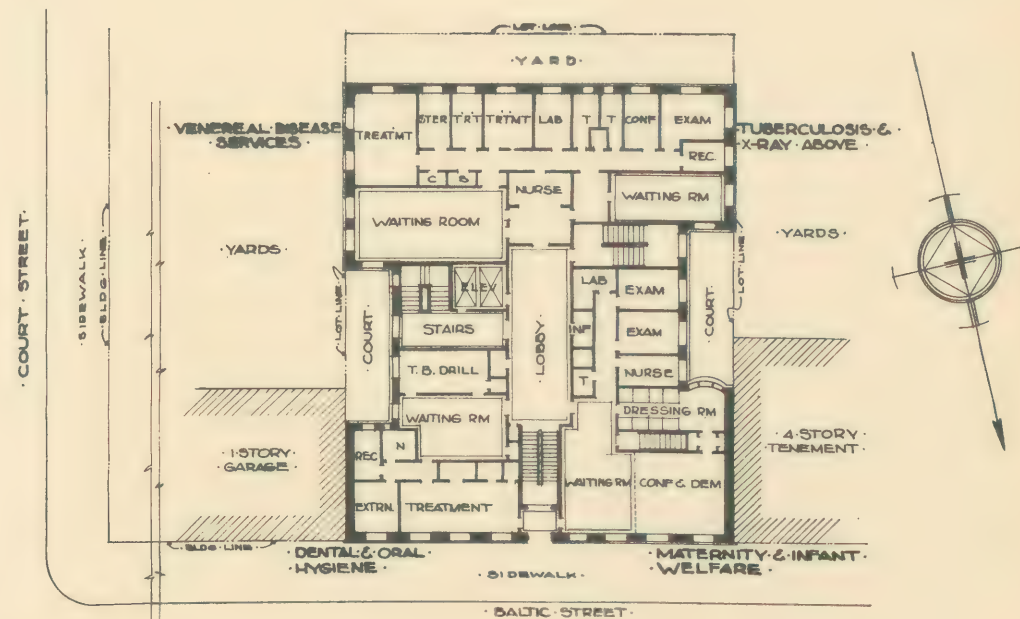 LOT LINE
· YARD ·
· VENEREAL · DISEASE ·
SERVICES ·
TREATMT
STER
TR'T
TRTMT
LAB
T
T
CONF
EXAM
· TUBERCULOSIS &
· X-RAY · ABOVE ·
REC.
C
B
NURSE
WAITING RM
WAITING ROOM
· YARDS ·
· YARDS ·
LOT LINE
LOT LINE
COURT STREET ·
SIDEWALK ·
BLDG LINE
ELEV
STAIRS
COURT
LOBBY
LAB
EXAM
INF
EXAM
COURT
T. B. DRILL
NURSE
T
WAITING RM
DRESSING RM
REC
N
· 1 · STORY ·
GARAGE ·
· 4 · STORY ·
TENEMENT ·
EXTRN.
TREATMENT
WAITING RM
CONF & DEM
BLDG LINE
· DENTAL · & · ORAL ·
· HYGIENE ·
· MATERNITY · & · INFANT ·
· WELFARE ·
· SIDEWALK ·
· BALTIC · STREET ·